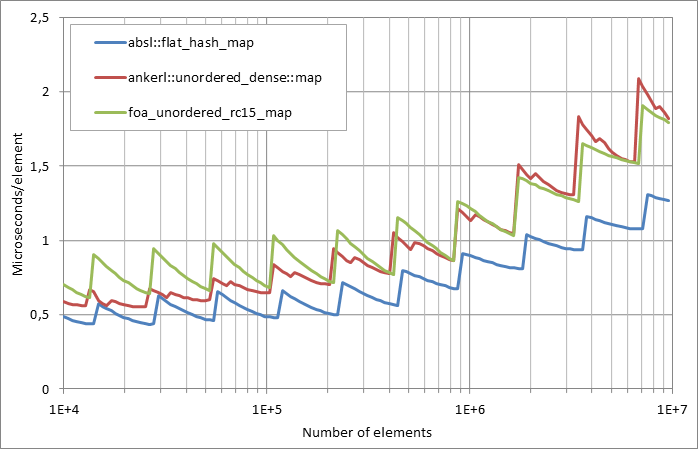 2,5
absl::flat_hash_map
2
ankerl::unordered_dense::map
foa_unordered_rc15_map
1,5
Microseconds/element
1
0,5
0
1E+4 1E+5 1E+6 1E+7
Number of elements